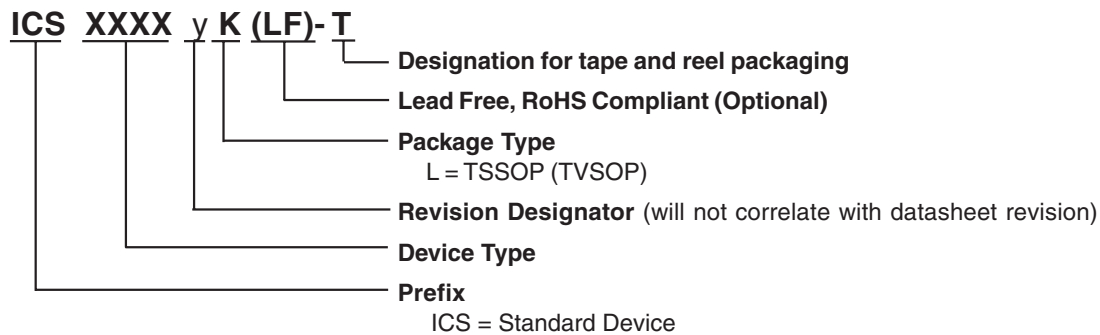 ICS XXXX y K (LF)- T
Designation for tape and reel packaging
Lead Free, RoHS Compliant (Optional)
Package Type
L = TSSOP (TVSOP)
Revision Designator (will not correlate with datasheet revision)
Device Type
Prefix
ICS = Standard Device